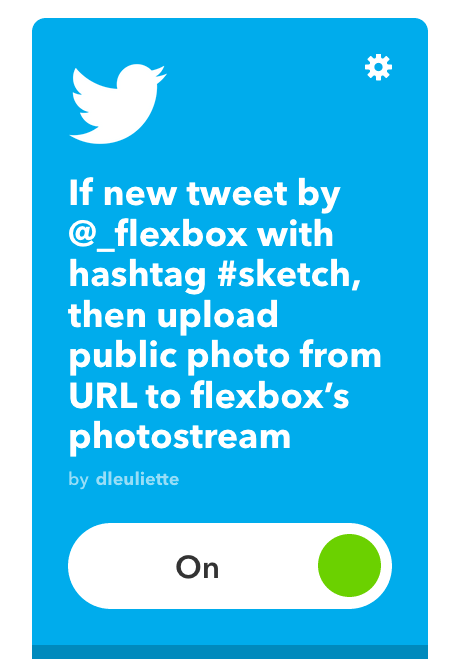 If new tweet by
@_flexbox with
hashtag #sketch,
then upload
public photo from
URL to flexbox’s
photostream
by dleuliette
On